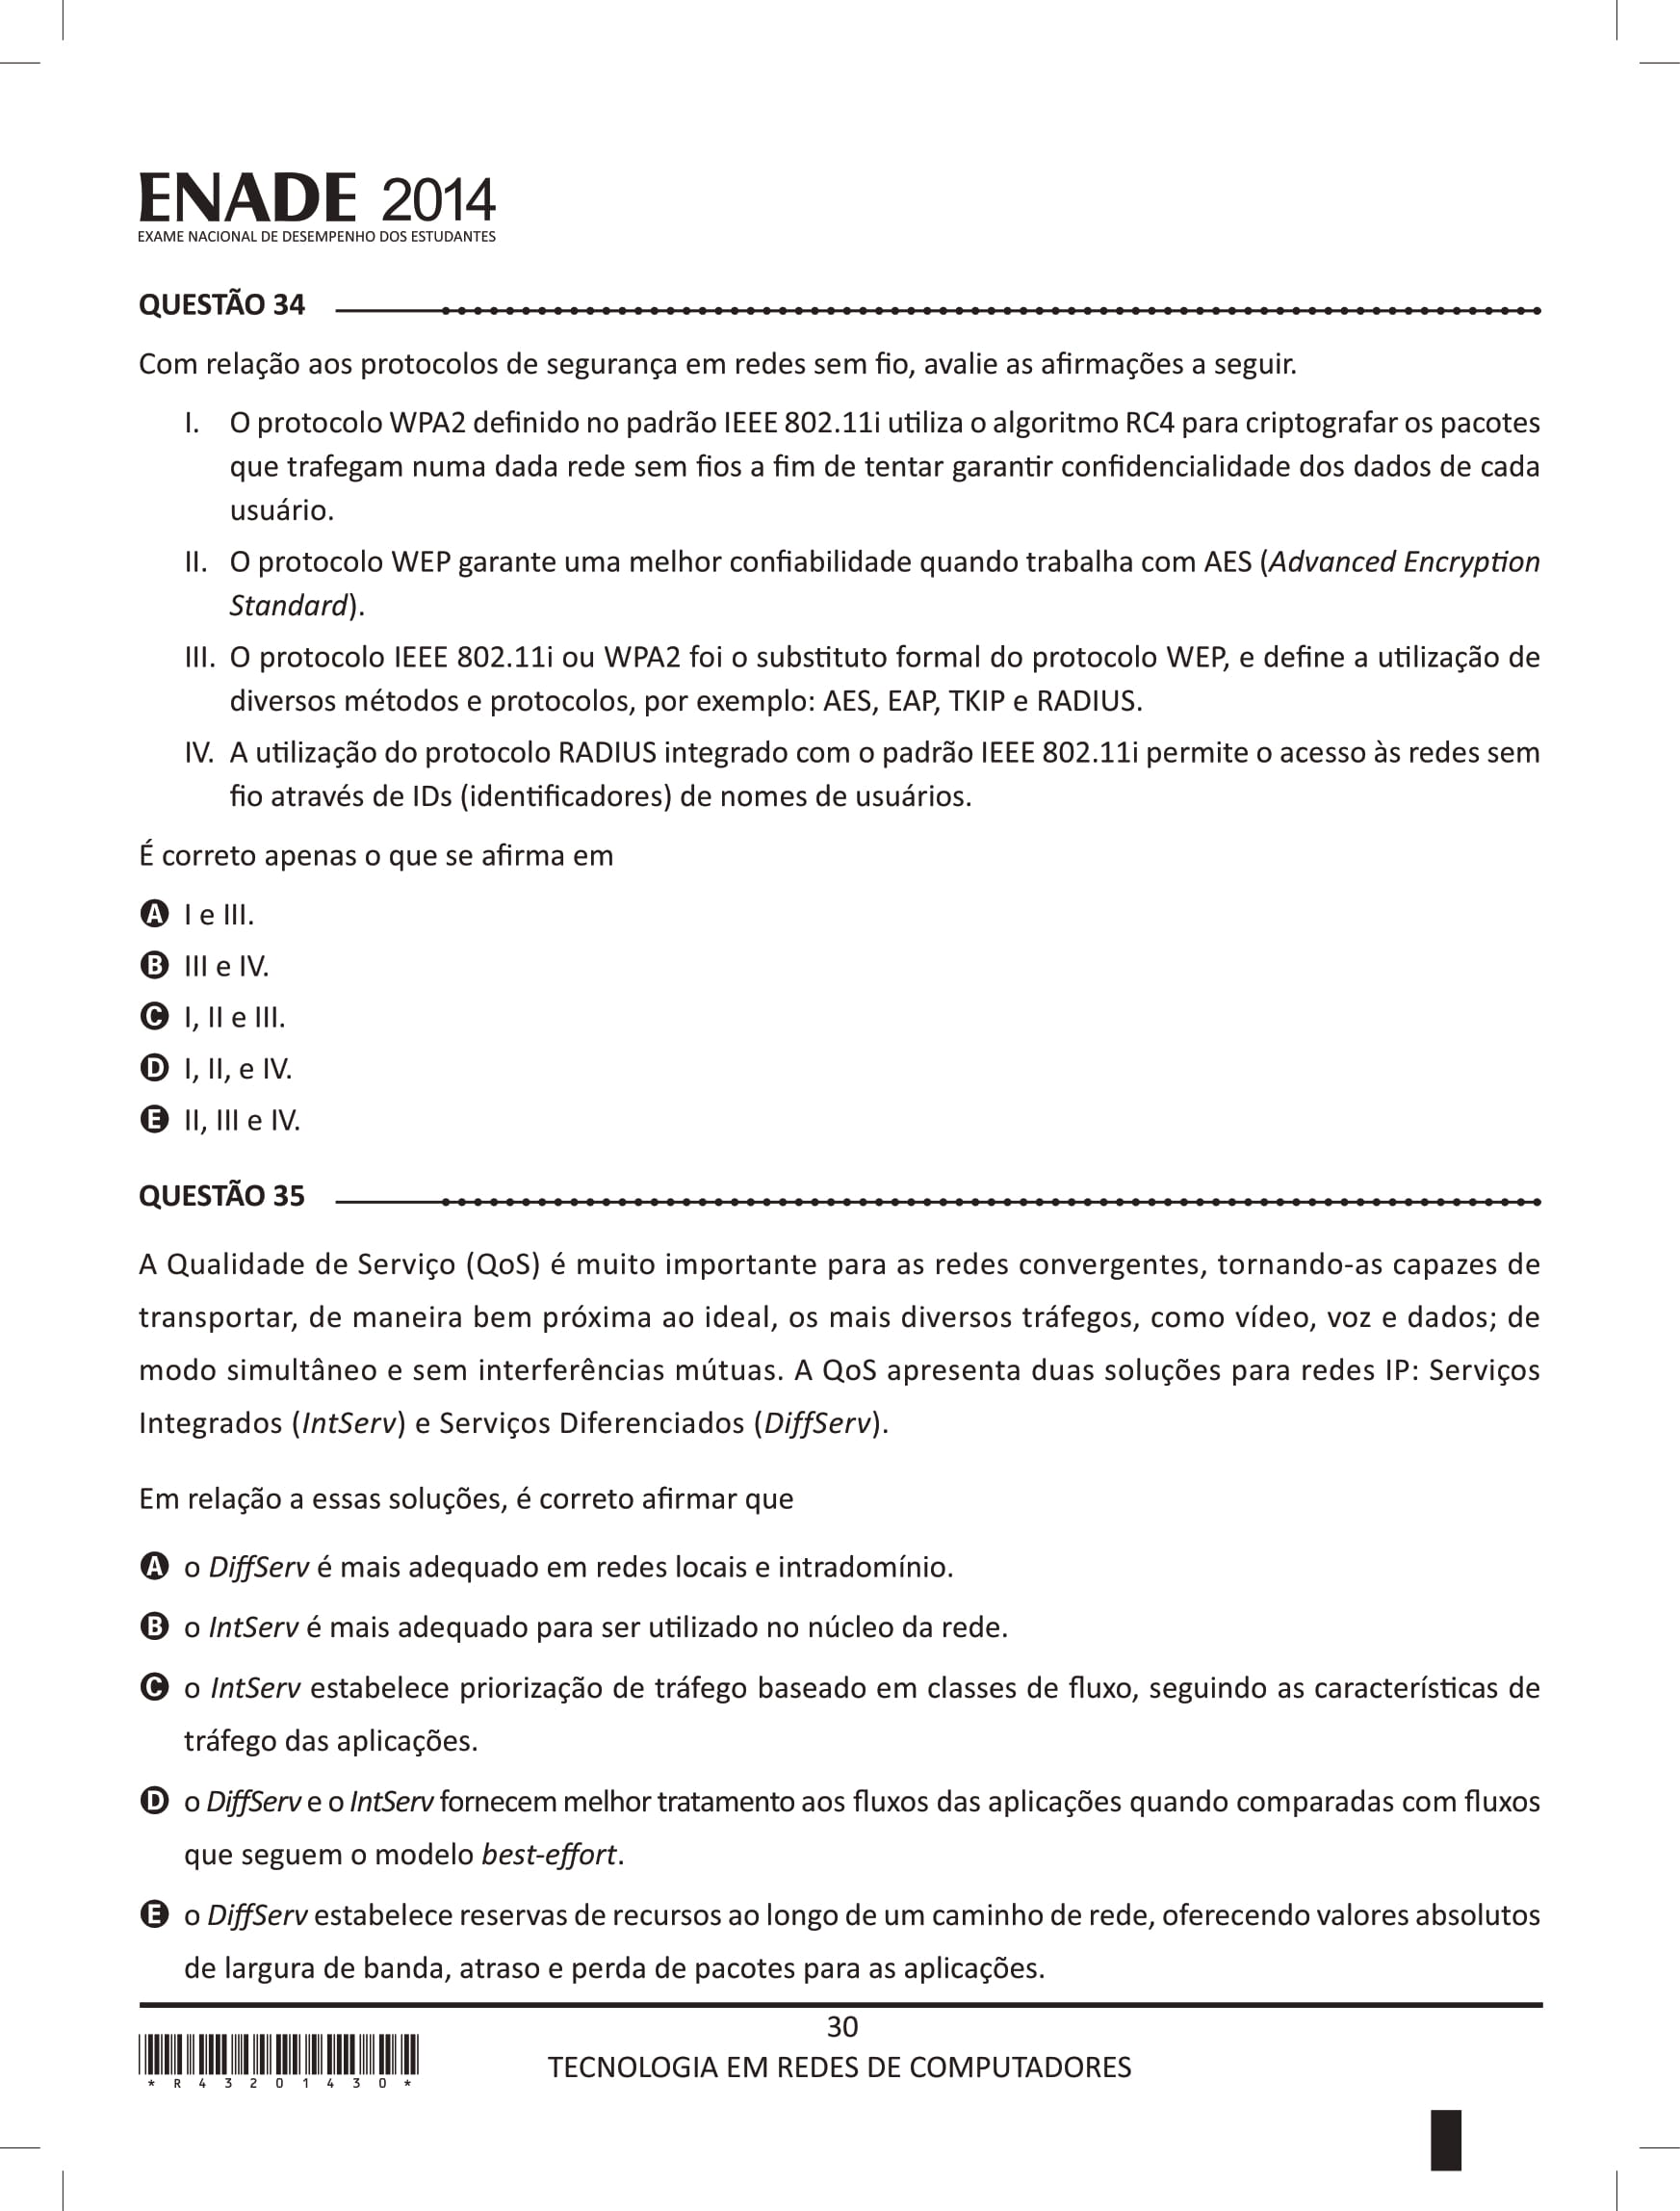 ENADE 2014
EXAME NACIONAL DE DESEMPENHO DOS ESTUDANTES
QUESTÃO 34
Com relação aos protocolos de segurança em redes sem fio, avalie as afirmações a seguir.
I. O protocolo WPA2 definido no padrão IEEE 802.11i utiliza o algoritmo RC4 para criptografar os pacotes
que trafegam numa dada rede sem fios a fim de tentar garantir confidencialidade dos dados de cada
usuário.
II. O protocolo WEP garante uma melhor confiabilidade quando trabalha com AES (Advanced Encryption
Standard).
III. O protocolo IEEE 802.11i ou WPA2 foi o substituto formal do protocolo WEP, e define a utilização de
diversos métodos e protocolos, por exemplo: AES, EAP, TKIP e RADIUS.
IV. A utilização do protocolo RADIUS integrado com o padrão IEEE 802.11i permite o acesso às redes sem
fio através de IDs (identificadores) de nomes de usuários.
É correto apenas o que se afirma em
A I e III.
B III e IV.
C I, II e III.
D I, II, e IV.
E II, III e IV.
QUESTÃO 35
A Qualidade de Serviço (QoS) é muito importante para as redes convergentes, tornando-as capazes de
transportar, de maneira bem próxima ao ideal, os mais diversos tráfegos, como vídeo, voz e dados; de
modo simultâneo e sem interferências mútuas. A QoS apresenta duas soluções para redes IP: Serviços
Integrados (IntServ) e Serviços Diferenciados (DiffServ).
Em relação a essas soluções, é correto afirmar que
A o DiffServ é mais adequado em redes locais e intradomínio.
B o IntServ é mais adequado para ser utilizado no núcleo da rede.
C o IntServ estabelece priorização de tráfego baseado em classes de fluxo, seguindo as características de
tráfego das aplicações.
D o DiffServ e o IntServ fornecem melhor tratamento aos fluxos das aplicações quando comparadas com fluxos
que seguem o modelo best-effort.
E o DiffServ estabelece reservas de recursos ao longo de um caminho de rede, oferecendo valores absolutos
de largura de banda, atraso e perda de pacotes para as aplicações.
30
TECNOLOGIA EM REDES DE COMPUTADORES
* R 4 3 2 0 1 4 3 0 *